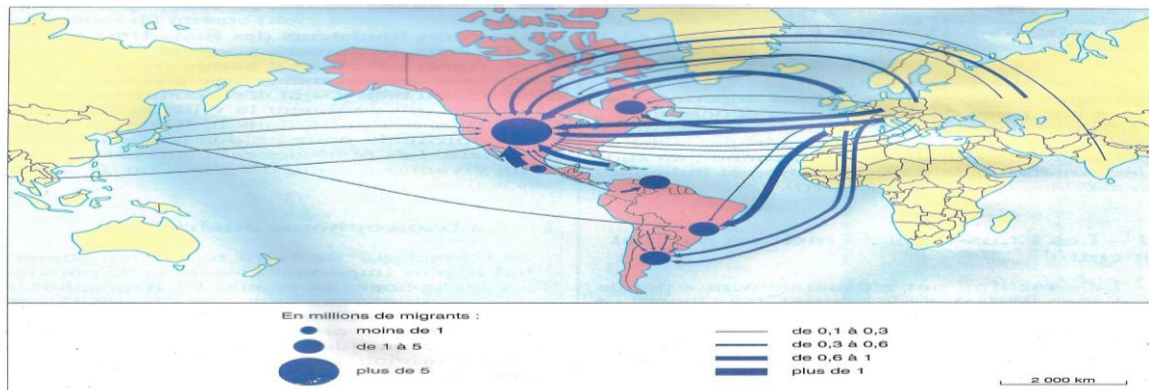 En millions de migrants :
moins de 1
de 1 à 5
plus de 5
de 0,1 à 0,3
de 0,3 à 0,6
de 0,6 à 1
plus de 1
2 000 km